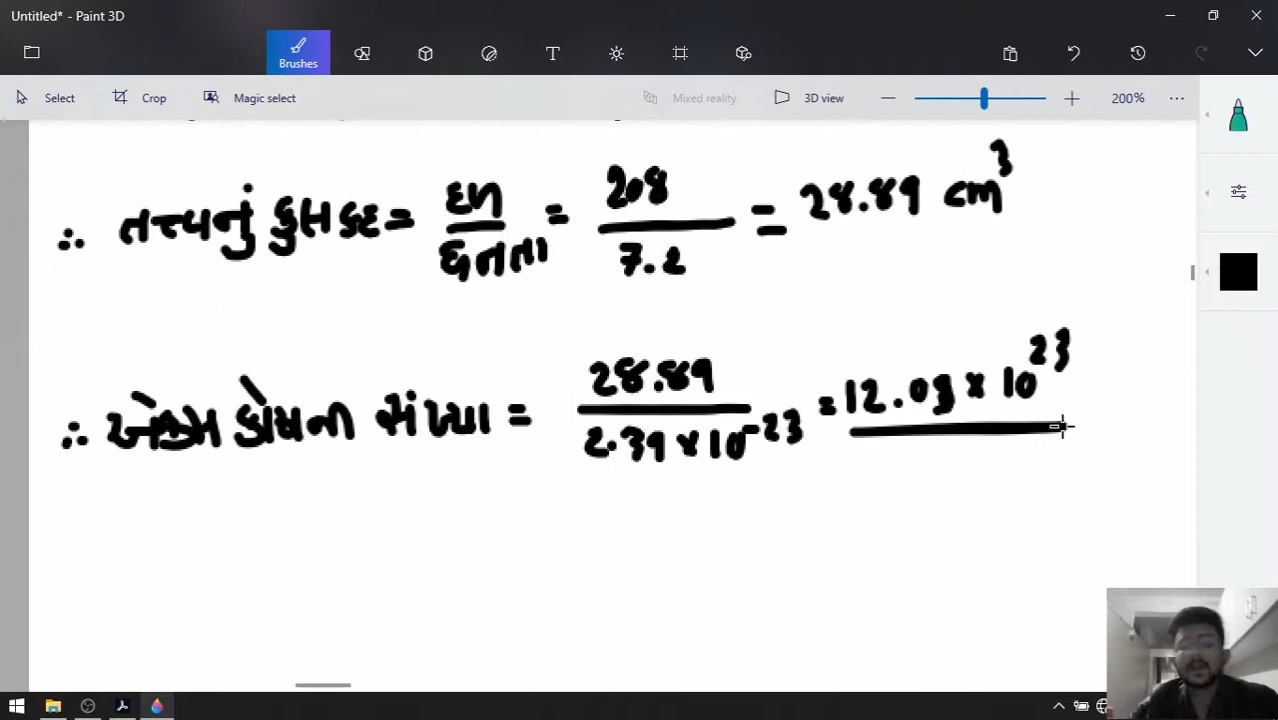 Untitled* - Paint 3D
Brushes
Select Crop Magic select Mixed reality 3D view 200%
∴ તત્ત્વનું કુલ કદ = દળ / ઘનતા = 208 / 7.2 = 28.89 cm³
∴ એકમ કોષની સંખ્યા = 28.89 / 2.39 × 10⁻²³ = 12.08 × 10²³